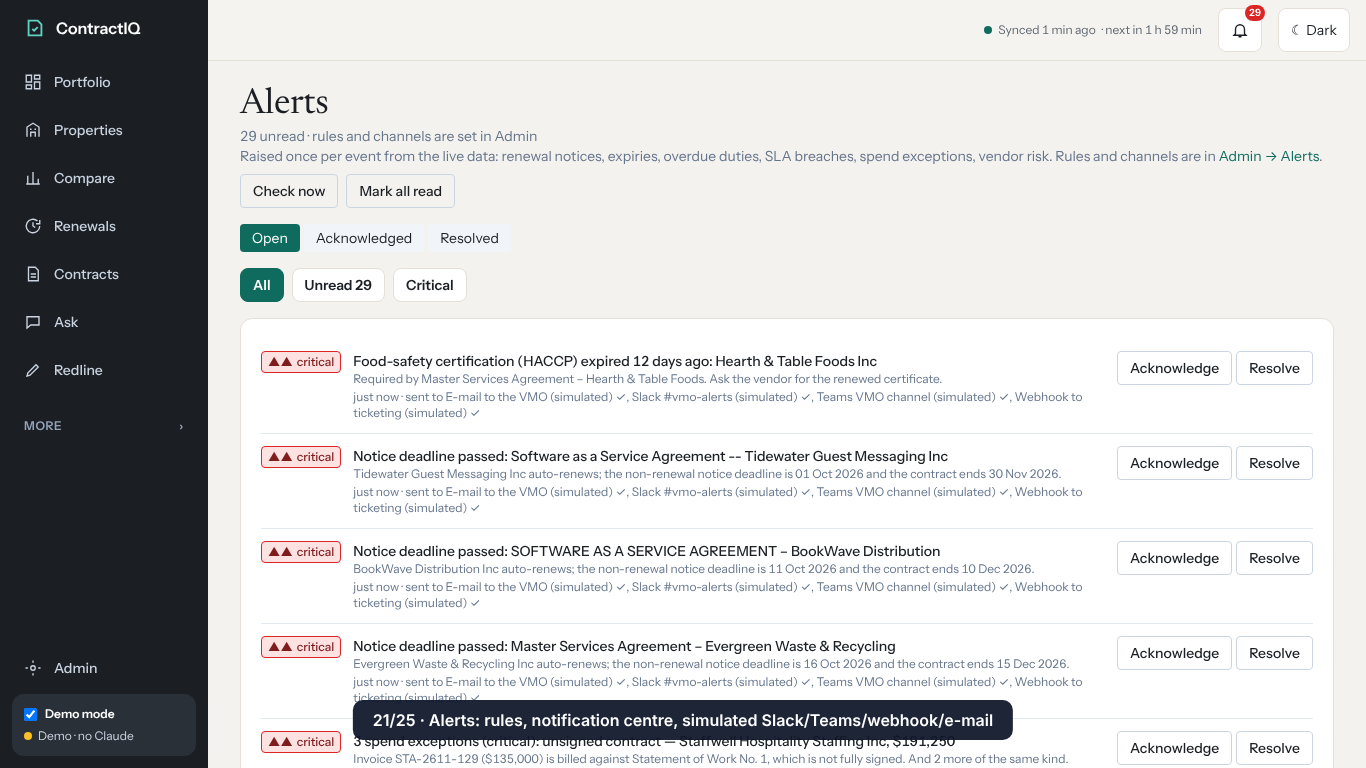 ContractIQ
Synced 1 min ago · next in 1 h 59 min
29
☾ Dark
Portfolio
Properties
Compare
Renewals
Contracts
Ask
Redline
MORE ›
Admin
Demo mode
Demo · no Claude
Alerts
29 unread · rules and channels are set in Admin
Raised once per event from the live data: renewal notices, expiries, overdue duties, SLA breaches, spend exceptions, vendor risk. Rules and channels are in Admin → Alerts.
Check now Mark all read
Open Acknowledged Resolved
All Unread 29 Critical
▲▲ critical
Food-safety certification (HACCP) expired 12 days ago: Hearth & Table Foods Inc
Required by Master Services Agreement – Hearth & Table Foods. Ask the vendor for the renewed certificate.
just now · sent to E-mail to the VMO (simulated) ✓, Slack #vmo-alerts (simulated) ✓, Teams VMO channel (simulated) ✓, Webhook to
ticketing (simulated) ✓
Acknowledge Resolve
▲▲ critical
Notice deadline passed: Software as a Service Agreement -- Tidewater Guest Messaging Inc
Tidewater Guest Messaging Inc auto-renews; the non-renewal notice deadline is 01 Oct 2026 and the contract ends 30 Nov 2026.
just now · sent to E-mail to the VMO (simulated) ✓, Slack #vmo-alerts (simulated) ✓, Teams VMO channel (simulated) ✓, Webhook to
ticketing (simulated) ✓
Acknowledge Resolve
▲▲ critical
Notice deadline passed: SOFTWARE AS A SERVICE AGREEMENT – BookWave Distribution
BookWave Distribution Inc auto-renews; the non-renewal notice deadline is 11 Oct 2026 and the contract ends 10 Dec 2026.
just now · sent to E-mail to the VMO (simulated) ✓, Slack #vmo-alerts (simulated) ✓, Teams VMO channel (simulated) ✓, Webhook to
ticketing (simulated) ✓
Acknowledge Resolve
▲▲ critical
Notice deadline passed: Master Services Agreement – Evergreen Waste & Recycling
Evergreen Waste & Recycling Inc auto-renews; the non-renewal notice deadline is 16 Oct 2026 and the contract ends 15 Dec 2026.
just now · sent to E-mail to the VMO (simulated) ✓, Slack #vmo-alerts (simulated) ✓, Teams VMO channel (simulated) ✓, Webhook to
ticketing (simulated) ✓
Acknowledge Resolve
21/25 · Alerts: rules, notification centre, simulated Slack/Teams/webhook/e-mail
▲▲ critical
3 spend exceptions (critical): unsigned contract — Staffwell Hospitality Staffing Inc, $191,250
Invoice STA-2611-129 ($135,000) is billed against Statement of Work No. 1, which is not fully signed. And 2 more of the same kind.
Acknowledge Resolve